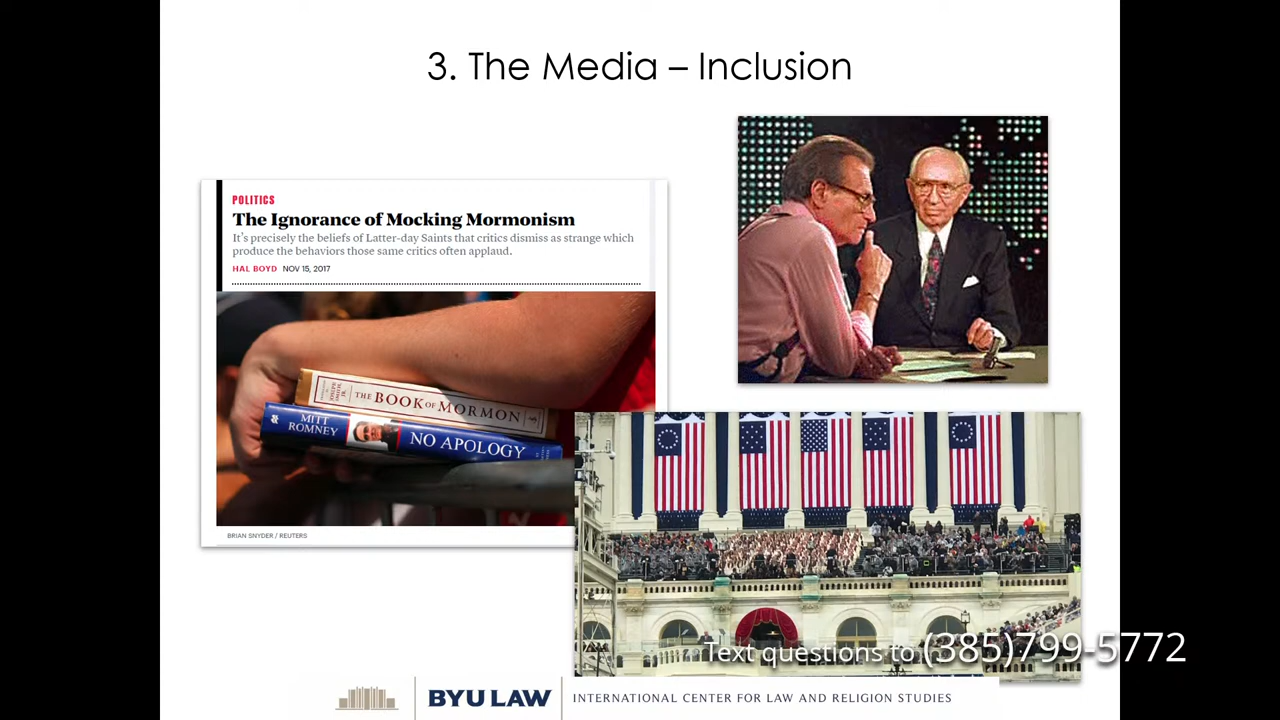 3. The Media – Inclusion
POLITICS
The Ignorance of Mocking Mormonism
It's precisely the beliefs of Latter-day Saints that critics dismiss as strange which
produce the behaviors those same critics often applaud.
HAL BOYD NOV 15, 2017
THE BOOK OF MORMON
MITT
ROMNEY
NO APOLOGY
BRIAN SNYDER / REUTERS
Text questions to (385)799-5772
BYU LAW
INTERNATIONAL CENTER FOR LAW AND RELIGION STUDIES